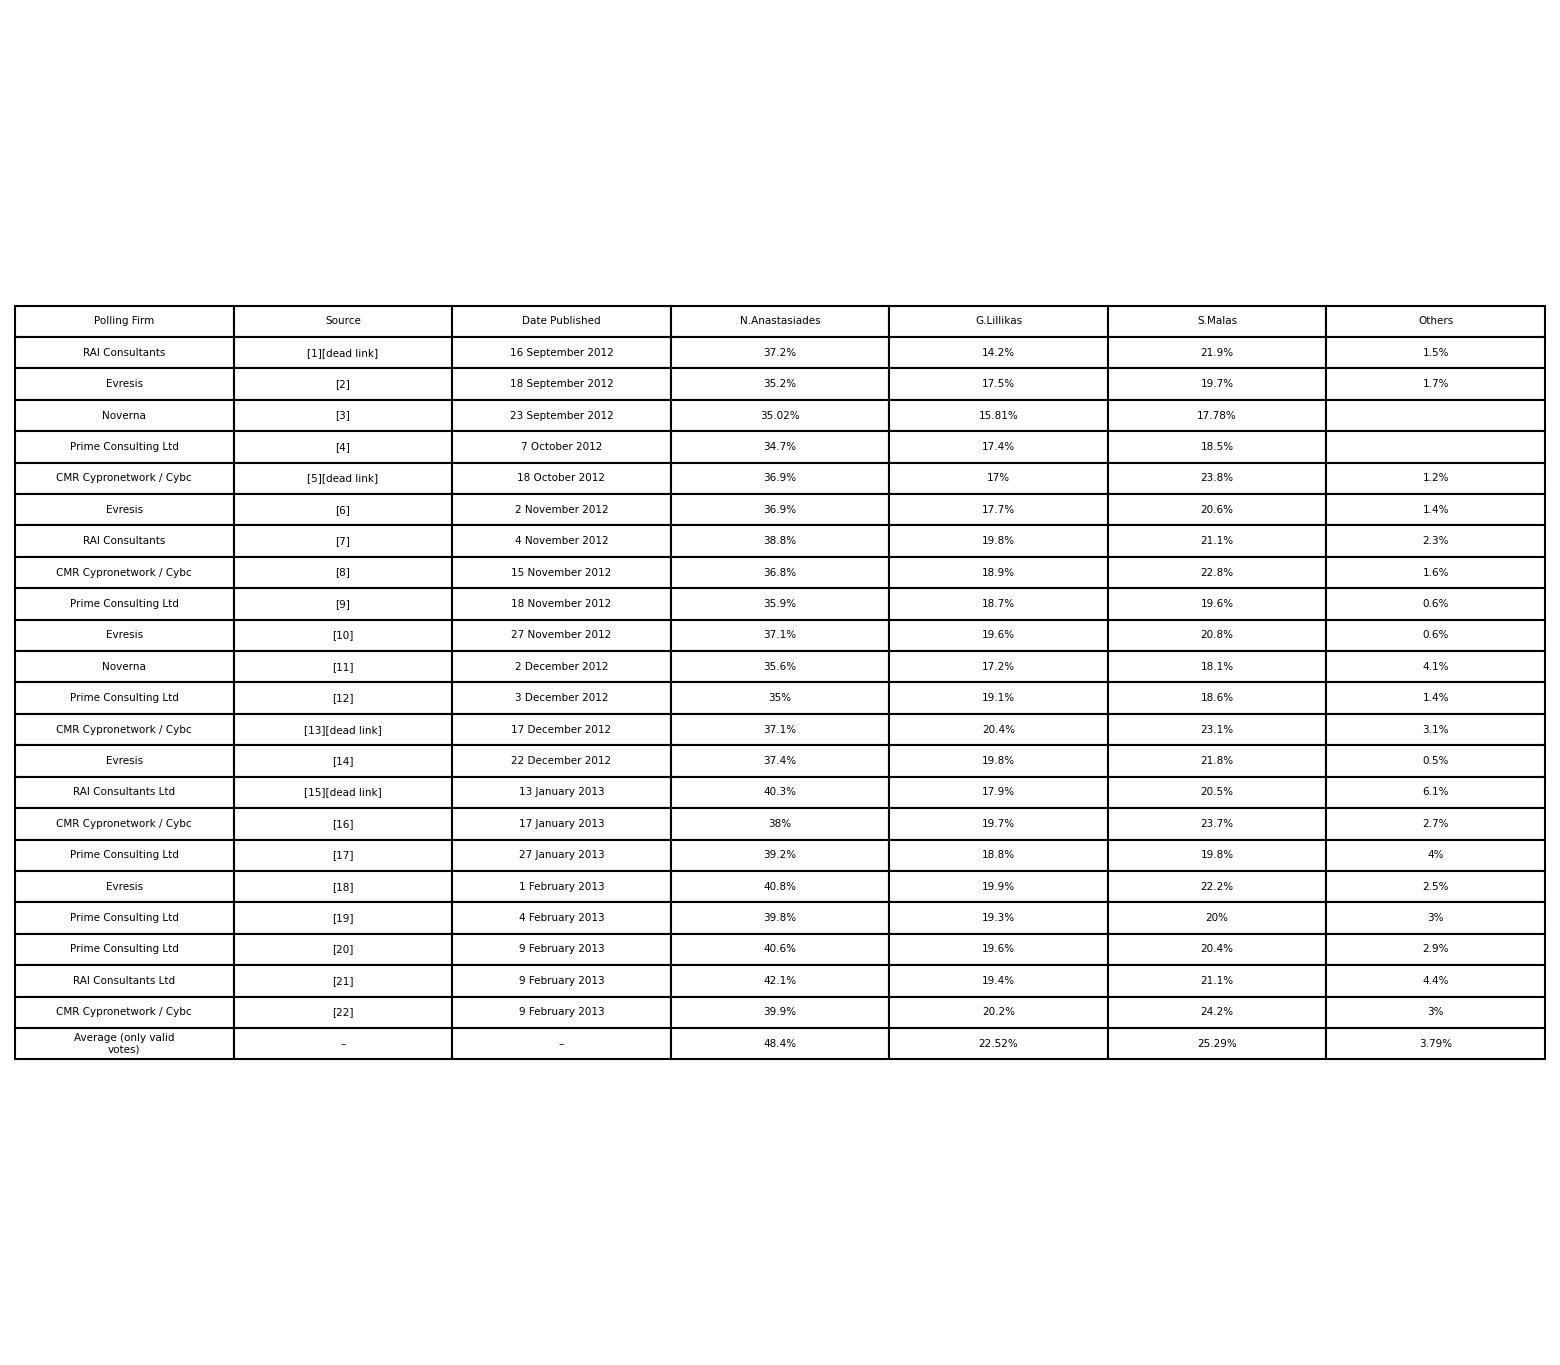 Polling Firm Source Date Published N.Anastasiades G.Lillikas S.Malas Others
RAI Consultants [1][dead link] 16 September 2012 37.2% 14.2% 21.9% 1.5%
Evresis [2] 18 September 2012 35.2% 17.5% 19.7% 1.7%
Noverna [3] 23 September 2012 35.02% 15.81% 17.78%
Prime Consulting Ltd [4] 7 October 2012 34.7% 17.4% 18.5%
CMR Cypronetwork / Cybc [5][dead link] 18 October 2012 36.9% 17% 23.8% 1.2%
Evresis [6] 2 November 2012 36.9% 17.7% 20.6% 1.4%
RAI Consultants [7] 4 November 2012 38.8% 19.8% 21.1% 2.3%
CMR Cypronetwork / Cybc [8] 15 November 2012 36.8% 18.9% 22.8% 1.6%
Prime Consulting Ltd [9] 18 November 2012 35.9% 18.7% 19.6% 0.6%
Evresis [10] 27 November 2012 37.1% 19.6% 20.8% 0.6%
Noverna [11] 2 December 2012 35.6% 17.2% 18.1% 4.1%
Prime Consulting Ltd [12] 3 December 2012 35% 19.1% 18.6% 1.4%
CMR Cypronetwork / Cybc [13][dead link] 17 December 2012 37.1% 20.4% 23.1% 3.1%
Evresis [14] 22 December 2012 37.4% 19.8% 21.8% 0.5%
RAI Consultants Ltd [15][dead link] 13 January 2013 40.3% 17.9% 20.5% 6.1%
CMR Cypronetwork / Cybc [16] 17 January 2013 38% 19.7% 23.7% 2.7%
Prime Consulting Ltd [17] 27 January 2013 39.2% 18.8% 19.8% 4%
Evresis [18] 1 February 2013 40.8% 19.9% 22.2% 2.5%
Prime Consulting Ltd [19] 4 February 2013 39.8% 19.3% 20% 3%
Prime Consulting Ltd [20] 9 February 2013 40.6% 19.6% 20.4% 2.9%
RAI Consultants Ltd [21] 9 February 2013 42.1% 19.4% 21.1% 4.4%
CMR Cypronetwork / Cybc [22] 9 February 2013 39.9% 20.2% 24.2% 3%
Average (only valid
votes) – – 48.4% 22.52% 25.29% 3.79%